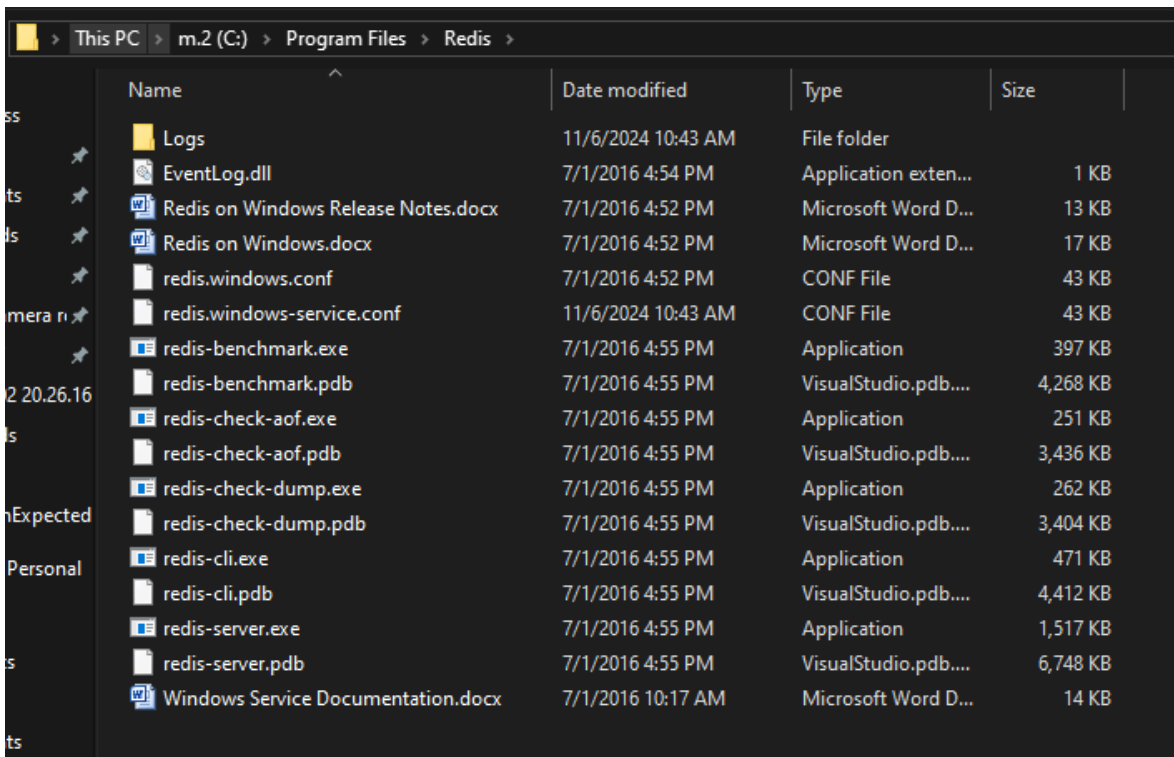 > This PC > m.2 (C:) > Program Files > Redis >
Name Date modified Type Size
Logs 11/6/2024 10:43 AM File folder
EventLog.dll 7/1/2016 4:54 PM Application exten... 1 KB
Redis on Windows Release Notes.docx 7/1/2016 4:52 PM Microsoft Word D... 13 KB
Redis on Windows.docx 7/1/2016 4:52 PM Microsoft Word D... 17 KB
redis.windows.conf 7/1/2016 4:52 PM CONF File 43 KB
redis.windows-service.conf 11/6/2024 10:43 AM CONF File 43 KB
redis-benchmark.exe 7/1/2016 4:55 PM Application 397 KB
redis-benchmark.pdb 7/1/2016 4:55 PM VisualStudio.pdb.... 4,268 KB
redis-check-aof.exe 7/1/2016 4:55 PM Application 251 KB
redis-check-aof.pdb 7/1/2016 4:55 PM VisualStudio.pdb.... 3,436 KB
redis-check-dump.exe 7/1/2016 4:55 PM Application 262 KB
redis-check-dump.pdb 7/1/2016 4:55 PM VisualStudio.pdb.... 3,404 KB
redis-cli.exe 7/1/2016 4:55 PM Application 471 KB
redis-cli.pdb 7/1/2016 4:55 PM VisualStudio.pdb.... 4,412 KB
redis-server.exe 7/1/2016 4:55 PM Application 1,517 KB
redis-server.pdb 7/1/2016 4:55 PM VisualStudio.pdb.... 6,748 KB
Windows Service Documentation.docx 7/1/2016 10:17 AM Microsoft Word D... 14 KB
20.26.16
Personal